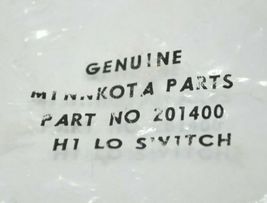 GENUINE
MINNKOTA PARTS
PART NO 201400
HI LO SWITCH